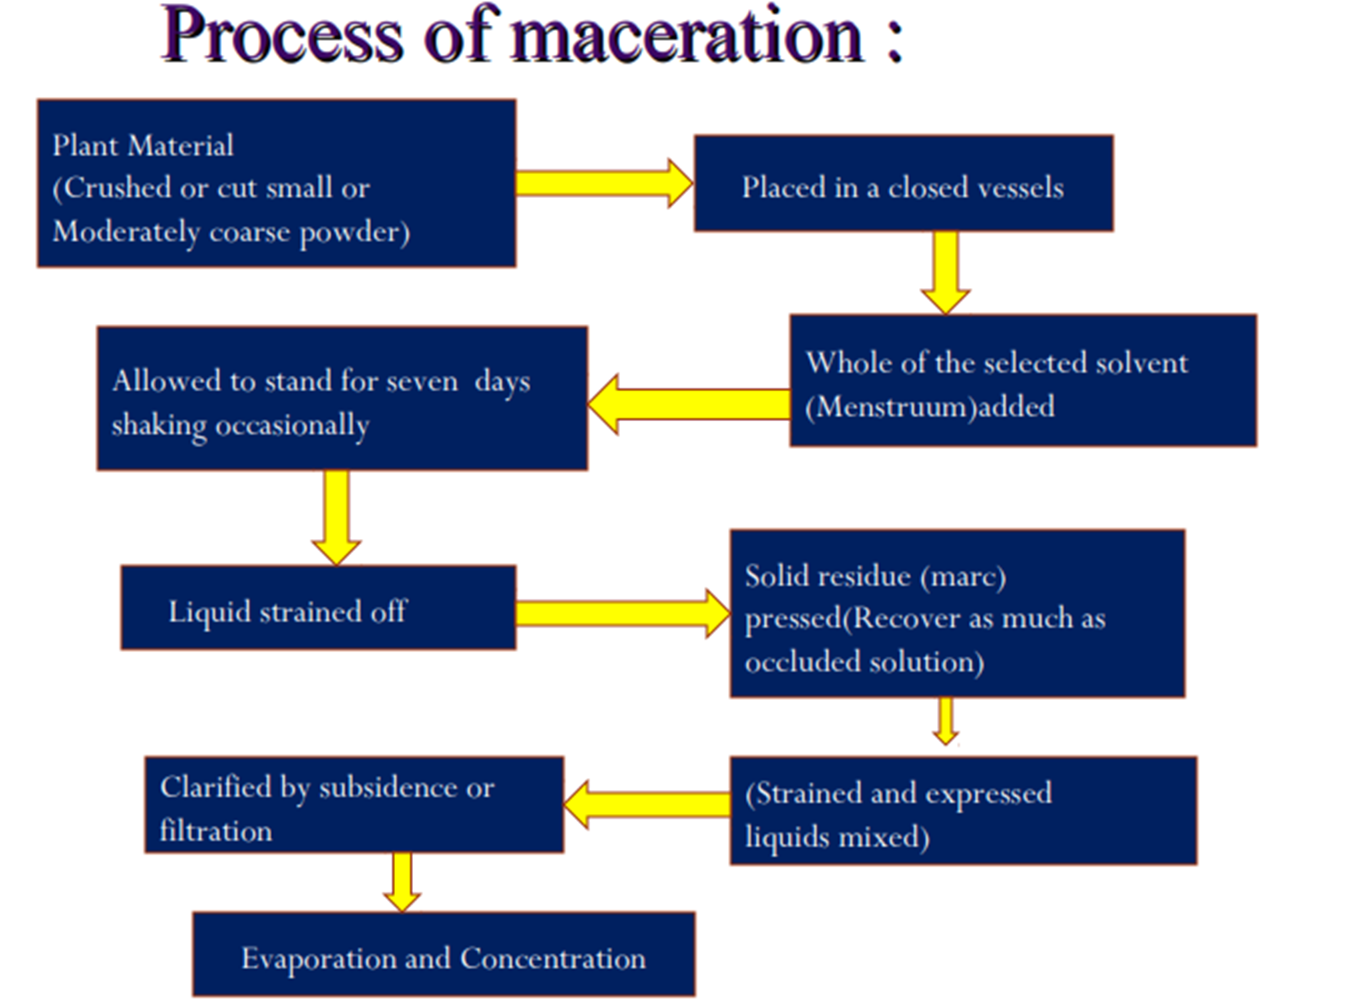 Process of maceration :
Plant Material
(Crushed or cut small or
Moderately coarse powder)
Placed in a closed vessels
Whole of the selected solvent
(Menstruum)added
Allowed to stand for seven days
shaking occasionally
Liquid strained off
Solid residue (marc)
pressed(Recover as much as
occluded solution)
(Strained and expressed
liquids mixed)
Clarified by subsidence or
filtration
Evaporation and Concentration